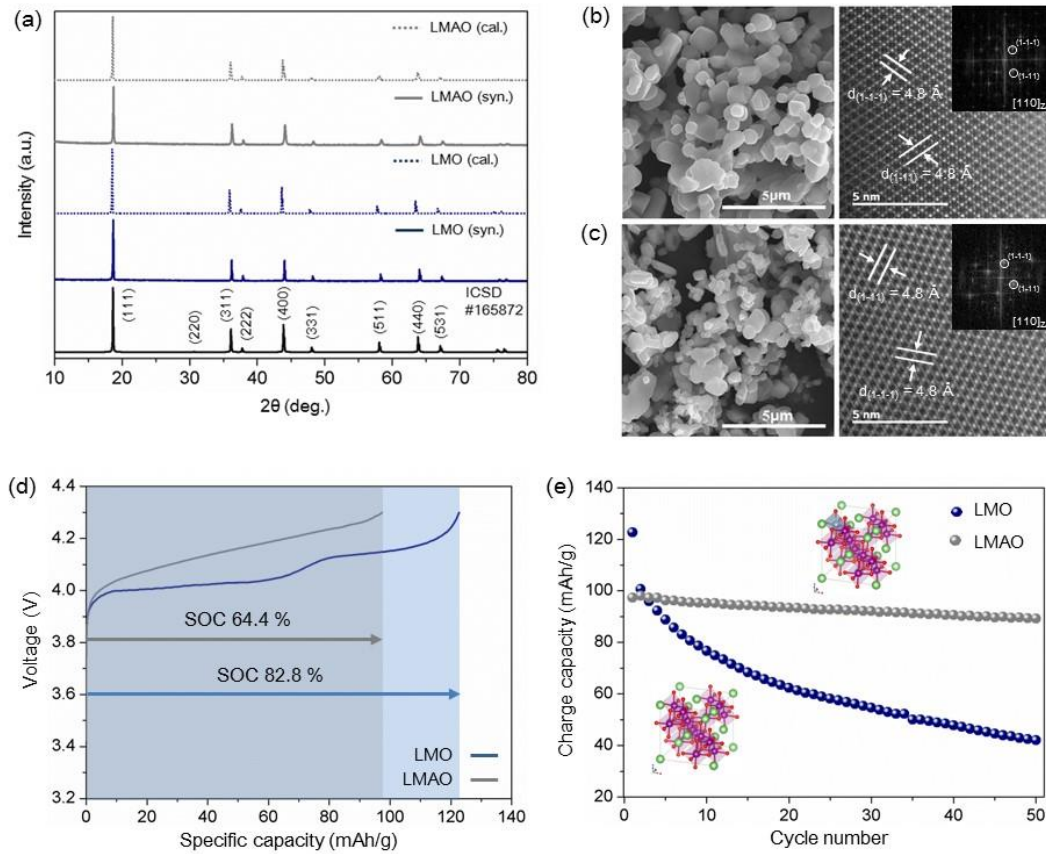 (a)
LMAO (cal.)
LMAO (syn.)
LMO (cal.)
LMO (syn.)
ICSD
#165872
(111)
(220)
(311)
(222)
(400)
(331)
(511)
(440)
(531)
Intensity (a.u.)
10 20 30 40 50 60 70 80
2θ (deg.)
(b)
5μm
d(1-1-1) = 4.8 Å
d(1-11) = 4.8 Å
5 nm
(1-1-1)
(1-11)
(c)
5μm
d(1-11) = 4.8 Å
d(1-1-1) = 4.8 Å
5 nm
(1-1-1)
(1-11)
(d)
4.4
4.2
4.0
3.8
3.6
3.4
3.2
Voltage (V)
SOC 64.4 %
SOC 82.8 %
LMO
LMAO
0 20 40 60 80 100 120 140
Specific capacity (mAh/g)
(e)
140
120
100
80
60
40
20
Charge capacity (mAh/g)
LMO
LMAO
0 10 20 30 40 50
Cycle number